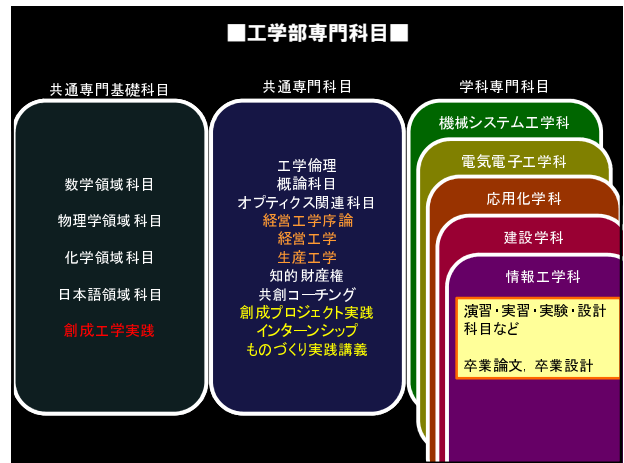 ■工学部専門科目■
共通専門基礎科目
数学領域科目
物理学領域科目
化学領域科目
日本語領域科目
創成工学実践
共通専門科目
工学倫理
概論科目
オプティクス関連科目
経営工学序論
経営工学
生産工学
知的財産権
共創コーチング
創成プロジェクト実践
インターンシップ
ものづくり実践講義
学科専門科目
機械システム工学科
電気電子工学科
応用化学科
建設学科
情報工学科
演習・実習・実験・設計
科目など
卒業論文，卒業設計